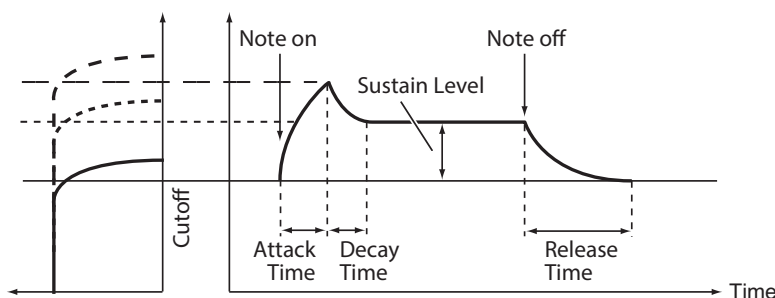 Note on
Note off
Sustain Level
Cutoff
Attack
Time
Decay
Time
Release
Time
Time